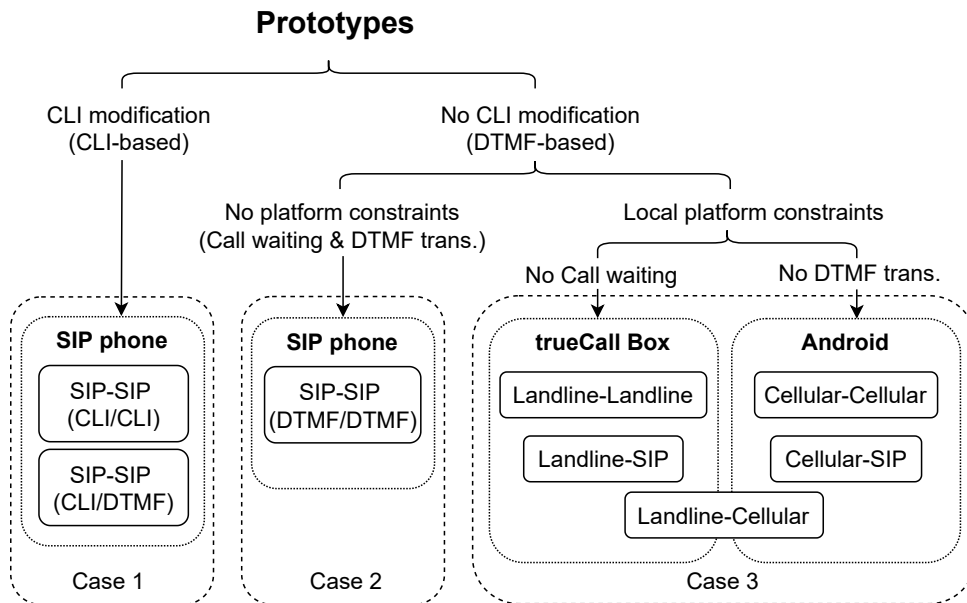 Prototypes
CLI modification
(CLI-based)
No CLI modification
(DTMF-based)
No platform constraints
(Call waiting & DTMF trans.)
Local platform constraints
No Call waiting
No DTMF trans.
SIP phone
SIP-SIP
(CLI/CLI)
SIP-SIP
(CLI/DTMF)
Case 1
SIP phone
SIP-SIP
(DTMF/DTMF)
Case 2
trueCall Box
Landline-Landline
Landline-SIP
Android
Cellular-Cellular
Cellular-SIP
Landline-Cellular
Case 3